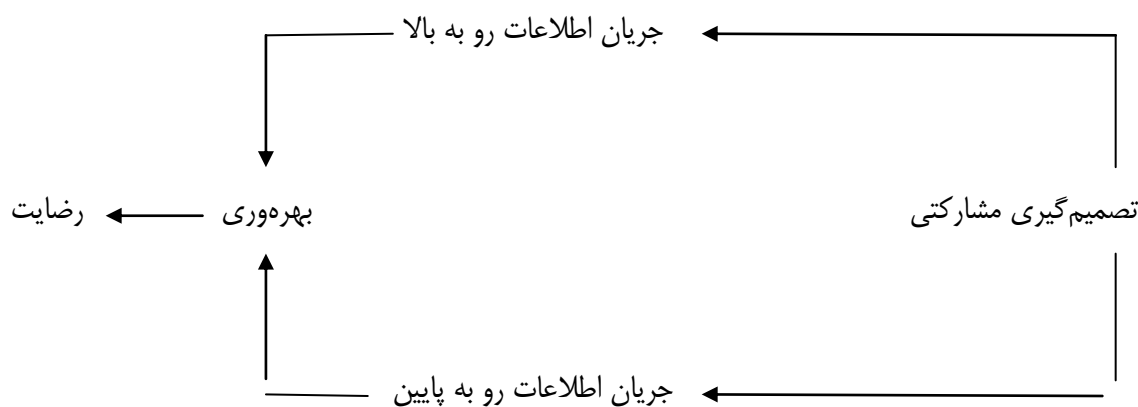 جریان اطلاعات رو به بالا
تصمیم‌گیری مشارکتی
بهره‌وری
رضایت
جریان اطلاعات رو به پایین